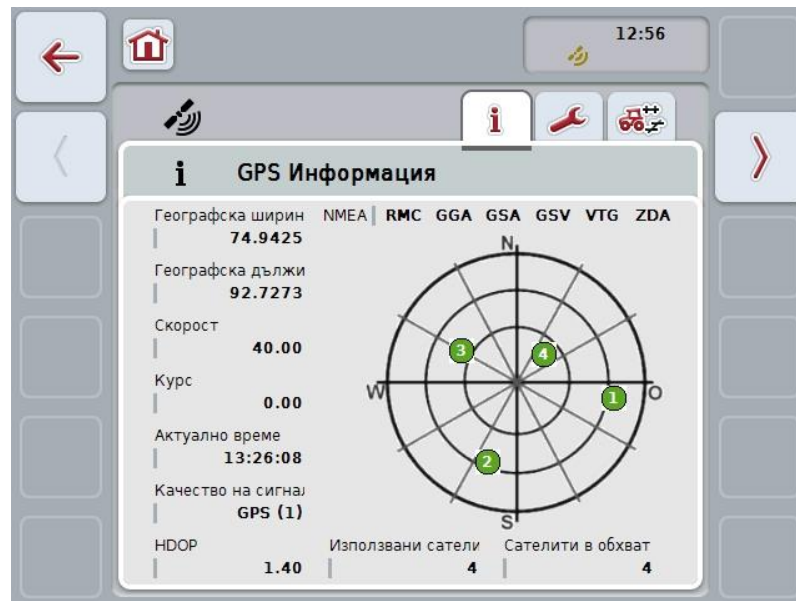 12:56
i
i GPS Информация
Географска ширин NMEA RMC GGA GSA GSV VTG ZDA
74.9425
Географска дължи
92.7273
Скорост
40.00
Курс
0.00
Актуално време
13:26:08
Качество на сигнал
GPS (1)
N
3
4
W
1
O
2
S
HDOP Използвани сатели Сателити в обхват
1.40 4 4